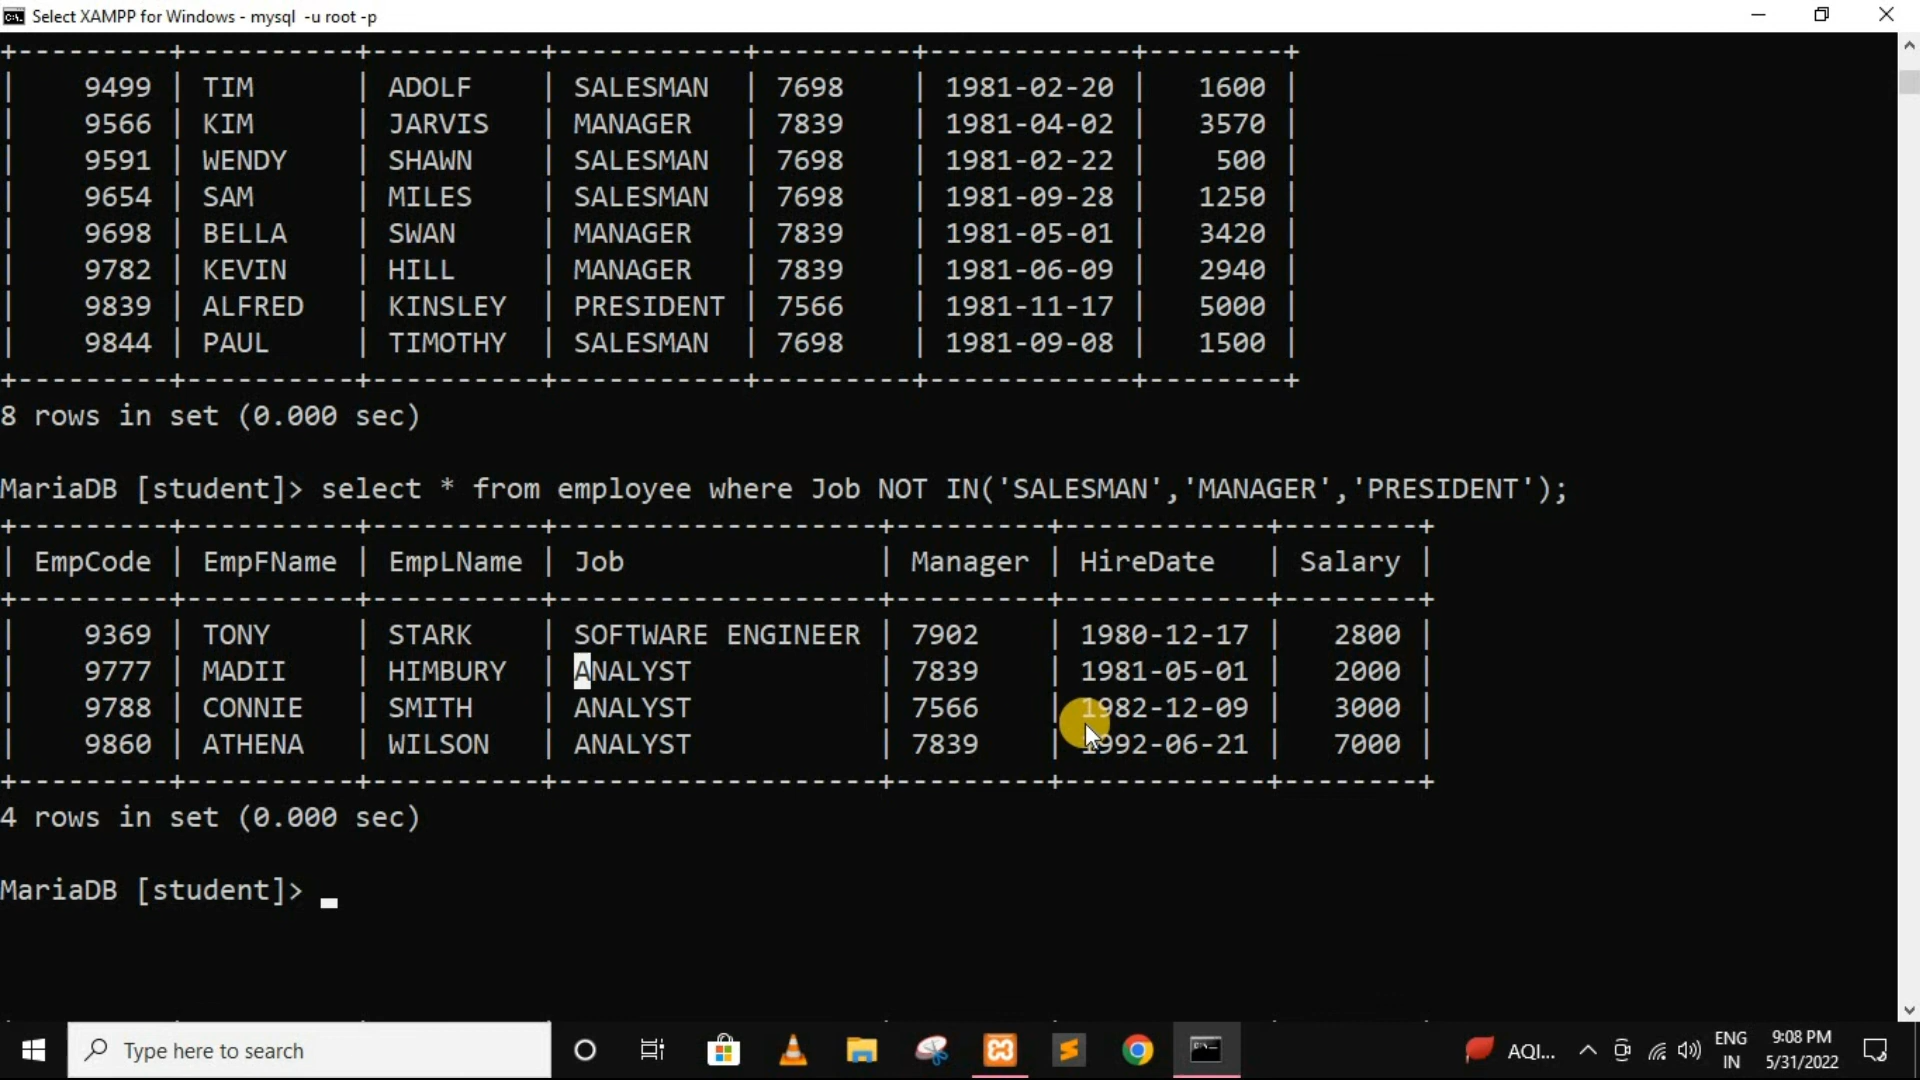 Select XAMPP for Windows - mysql -u root -p
+---------+----------+----------+-----------+---------+------------+--------+
| 9499 | TIM | ADOLF | SALESMAN | 7698 | 1981-02-20 | 1600 |
| 9566 | KIM | JARVIS | MANAGER | 7839 | 1981-04-02 | 3570 |
| 9591 | WENDY | SHAWN | SALESMAN | 7698 | 1981-02-22 | 500 |
| 9654 | SAM | MILES | SALESMAN | 7698 | 1981-09-28 | 1250 |
| 9698 | BELLA | SWAN | MANAGER | 7839 | 1981-05-01 | 3420 |
| 9782 | KEVIN | HILL | MANAGER | 7839 | 1981-06-09 | 2940 |
| 9839 | ALFRED | KINSLEY | PRESIDENT | 7566 | 1981-11-17 | 5000 |
| 9844 | PAUL | TIMOTHY | SALESMAN | 7698 | 1981-09-08 | 1500 |
+---------+----------+----------+-----------+---------+------------+--------+
8 rows in set (0.000 sec)
MariaDB [student]> select * from employee where Job NOT IN('SALESMAN','MANAGER','PRESIDENT');
+---------+----------+----------+-------------------+---------+------------+--------+
| EmpCode | EmpFName | EmpLName | Job | Manager | HireDate | Salary |
+---------+----------+----------+-------------------+---------+------------+--------+
| 9369 | TONY | STARK | SOFTWARE ENGINEER | 7902 | 1980-12-17 | 2800 |
| 9777 | MADII | HIMBURY | ANALYST | 7839 | 1981-05-01 | 2000 |
| 9788 | CONNIE | SMITH | ANALYST | 7566 | 1982-12-09 | 3000 |
| 9860 | ATHENA | WILSON | ANALYST | 7839 | 1992-06-21 | 7000 |
+---------+----------+----------+-------------------+---------+------------+--------+
4 rows in set (0.000 sec)
MariaDB [student]> _
Type here to search
AQI...
ENG
IN
9:08 PM
5/31/2022